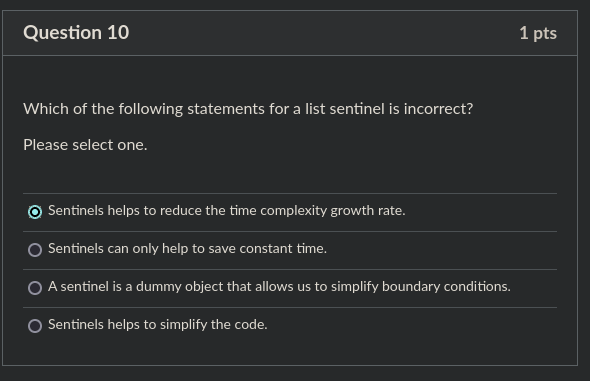 Question 10
1 pts
Which of the following statements for a list sentinel is incorrect?
Please select one.
Sentinels helps to reduce the time complexity growth rate.
Sentinels can only help to save constant time.
A sentinel is a dummy object that allows us to simplify boundary conditions.
Sentinels helps to simplify the code.